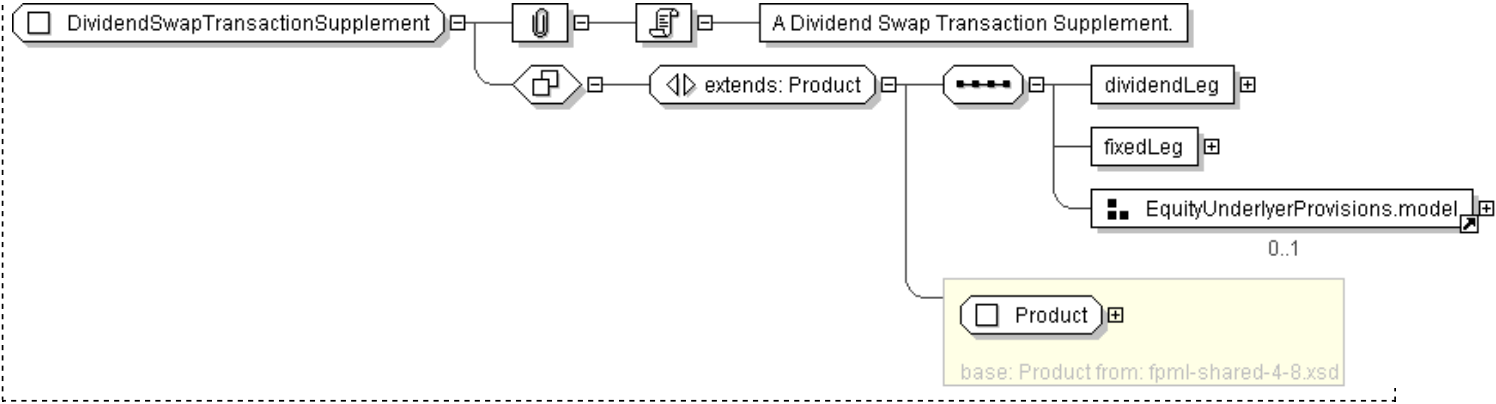 DividendSwapTransactionSupplement
A Dividend Swap Transaction Supplement.
extends: Product
dividendLeg
fixedLeg
EquityUnderlyerProvisions.model
0..1
Product
base: Product from: fpml-shared-4-8.xsd